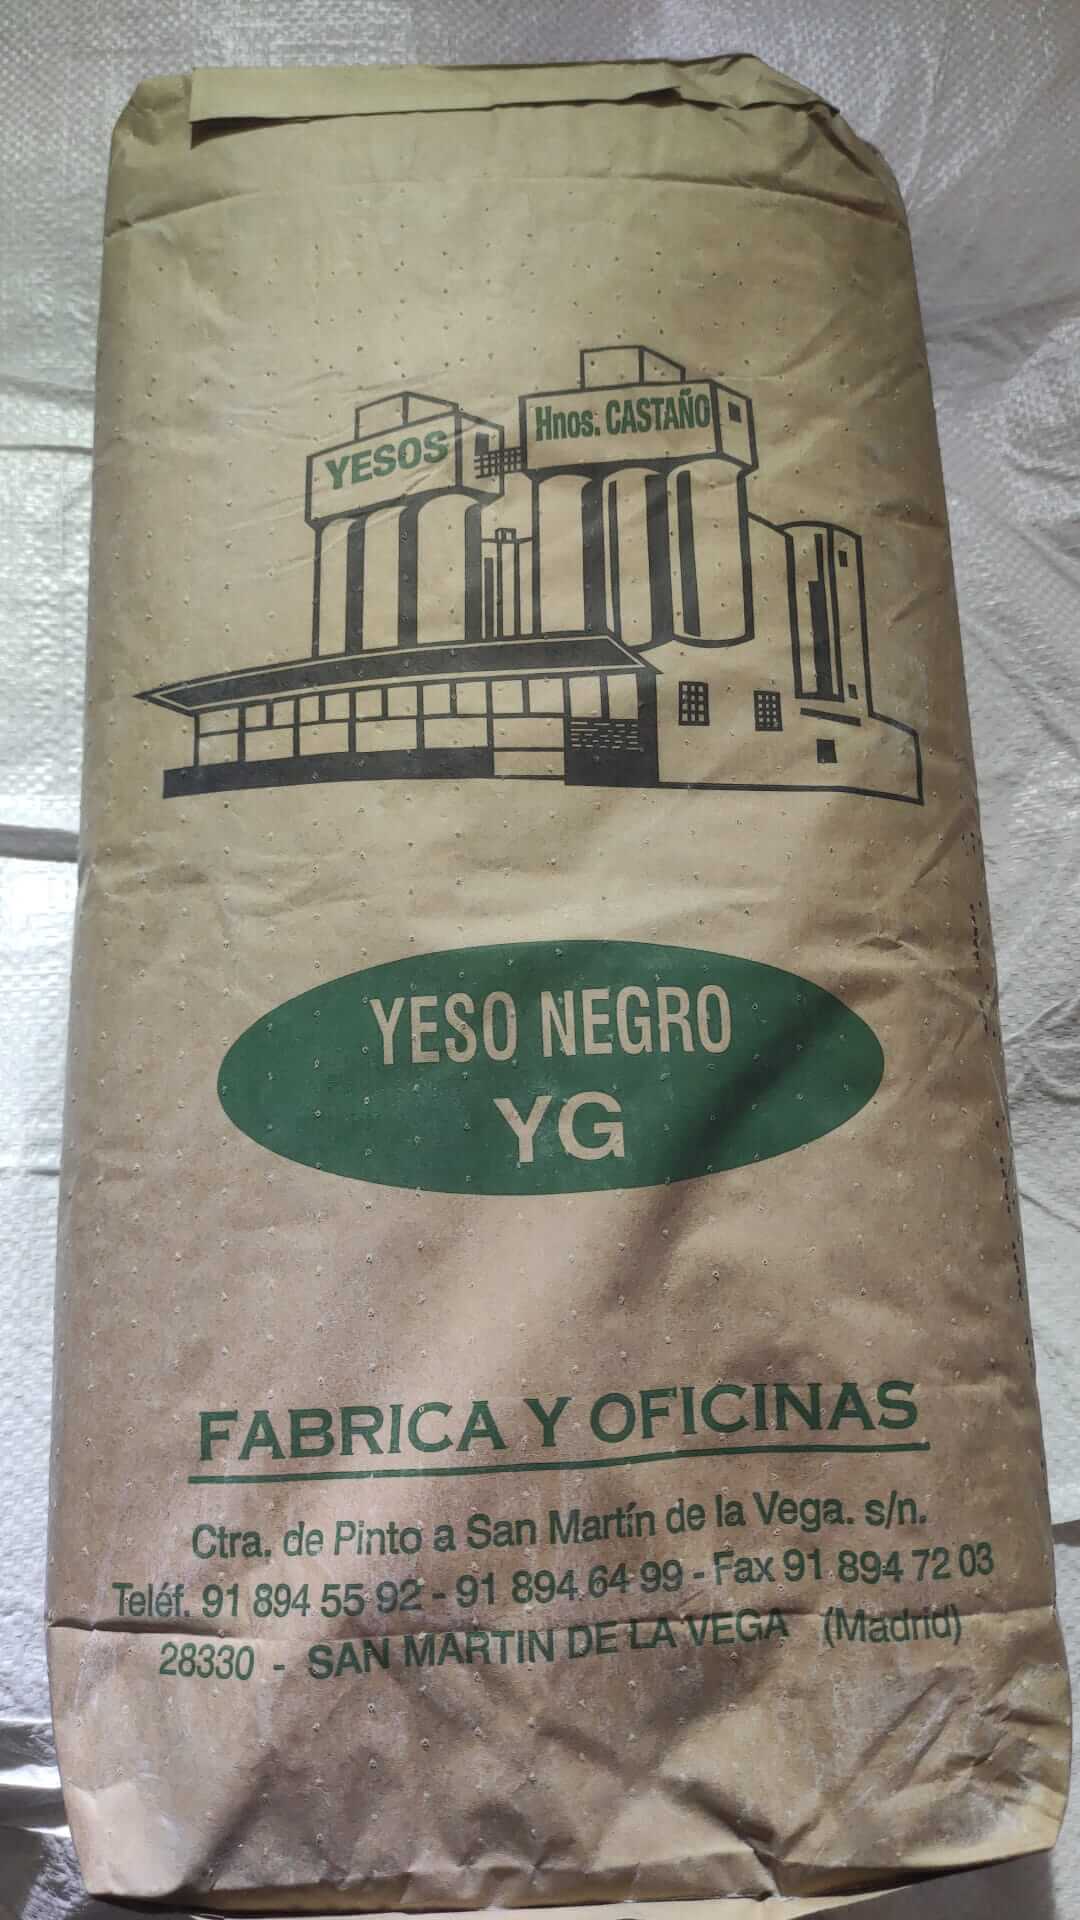 YESOS
Hnos. CASTAÑO
YESO NEGRO
YG
FABRICA Y OFICINAS
Ctra. de Pinto a San Martín de la Vega. s/n.
Teléf. 91 894 55 92 - 91 894 64 99 - Fax 91 894 72 03
28330 - SAN MARTIN DE LA VEGA (Madrid)